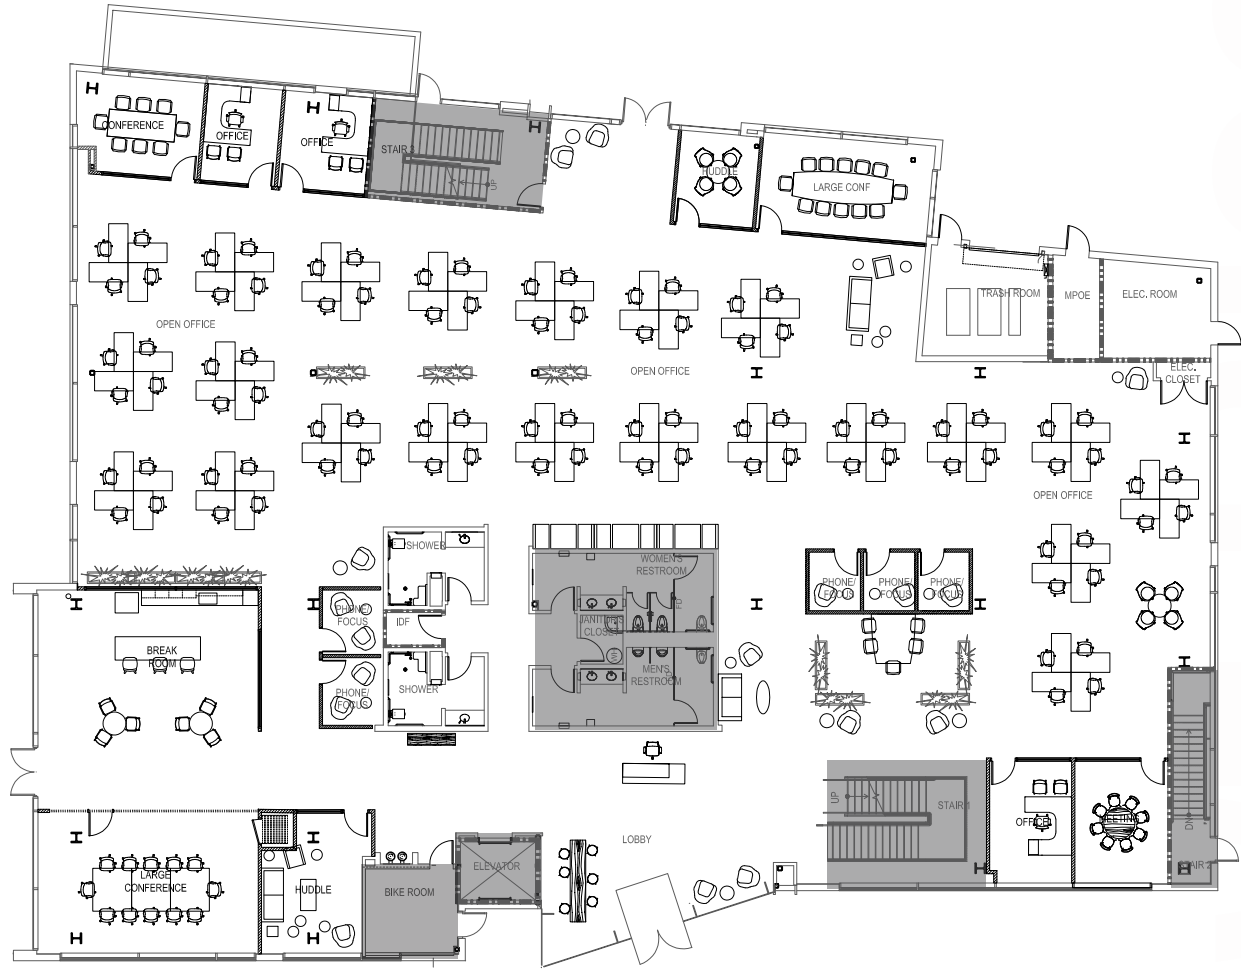 CONFERENCE
OFFICE
OFFICE
STAIR 3
UP
HUDDLE
LARGE CONF
TRASH ROOM
MPOE
ELEC. ROOM
OPEN OFFICE
OPEN OFFICE
ELEC.
CLOSET
OPEN OFFICE
SHOWER
WOMEN'S
RESTROOM
PHONE/
FOCUS
PHONE/
FOCUS
PHONE/
FOCUS
PHONE/
FOCUS
IDF
JANITOR'S
CLOSET
BREAK
ROOM
WH
MEN'S
RESTROOM
SHOWER
PHONE/
FOCUS
UP
STAIR 1
OFFICE
MEETING
DN
STAIR 2
LOBBY
ELEVATOR
LARGE
CONFERENCE
HUDDLE
BIKE ROOM